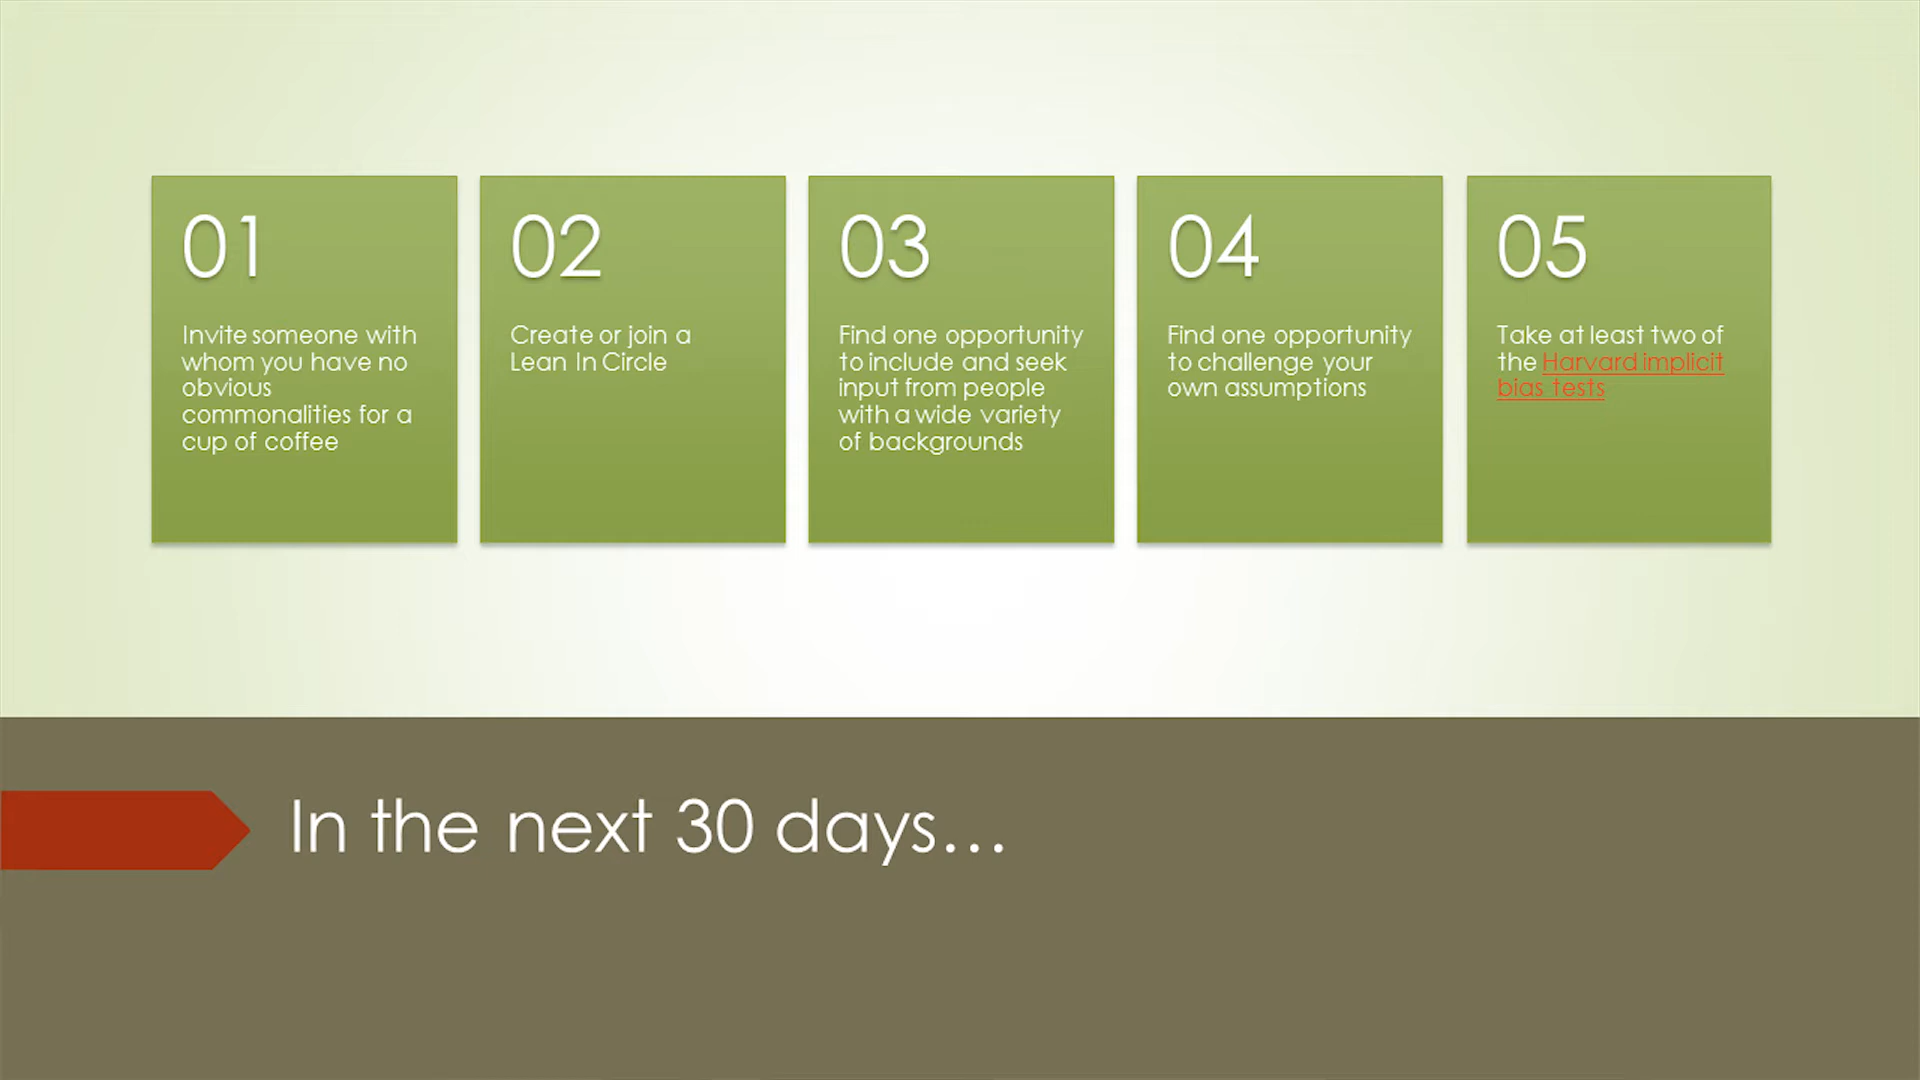 01
Invite someone with
whom you have no
obvious
commonalities for a
cup of coffee
02
Create or join a
Lean In Circle
03
Find one opportunity
to include and seek
input from people
with a wide variety
of backgrounds
04
Find one opportunity
to challenge your
own assumptions
05
Take at least two of
the Harvard implicit
bias tests
In the next 30 days...